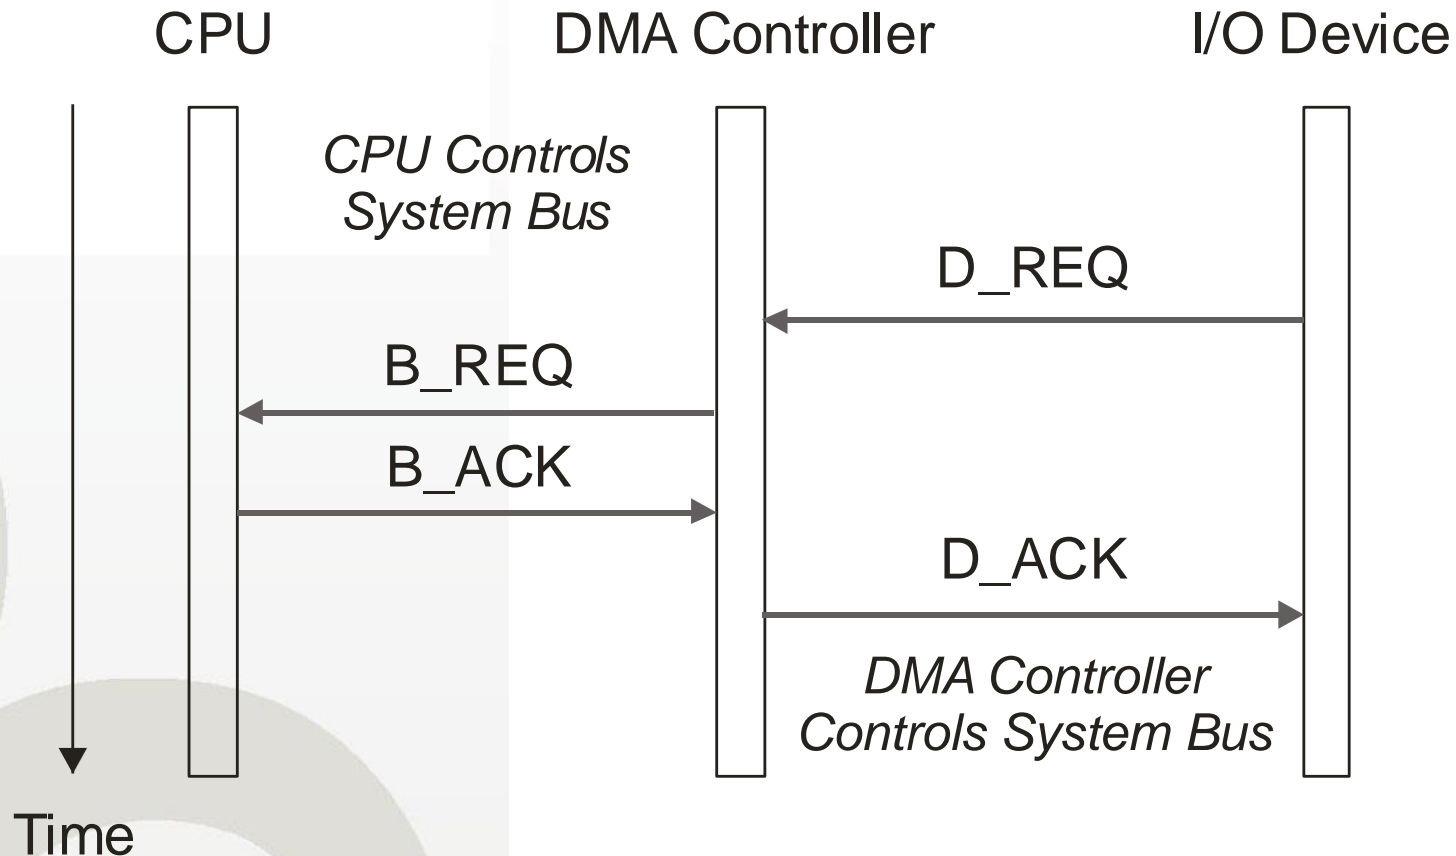 CPU
DMA Controller
I/O Device
CPU Controls
System Bus
D_REQ
B_REQ
B_ACK
D_ACK
DMA Controller
Controls System Bus
Time